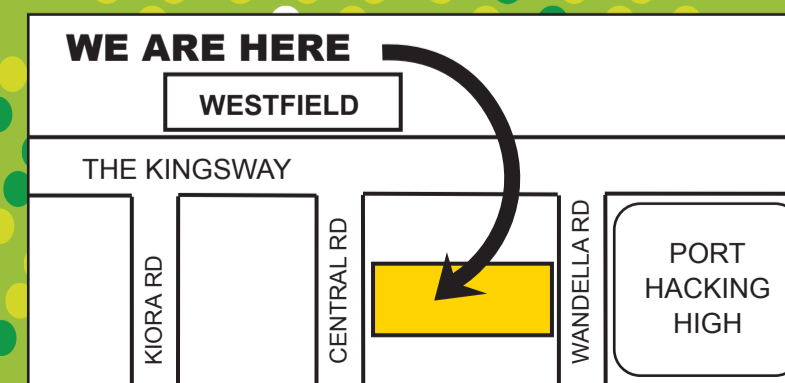 WE ARE HERE
WESTFIELD
THE KINGSWAY
KIORA RD
CENTRAL RD
WANDELLA RD
PORT
HACKING
HIGH